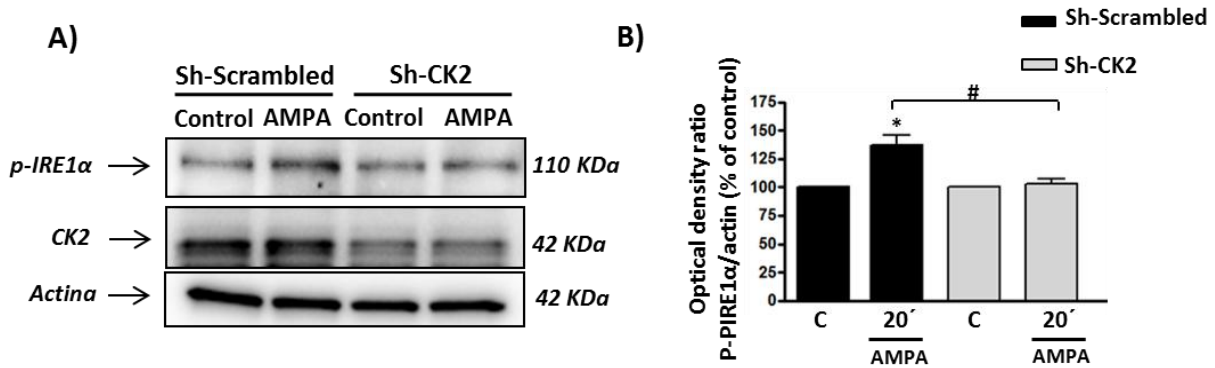 A)
Sh-Scrambled Sh-CK2
Control AMPA Control AMPA
p-IRE1α 110 KDa
CK2 42 KDa
Actina 42 KDa
B)
Sh-Scrambled
Sh-CK2
Optical density ratio
P-PIRE1α/actin (% of control)
175
150
125
100
75
50
25
0
#
*
C 20´ C 20´
AMPA AMPA